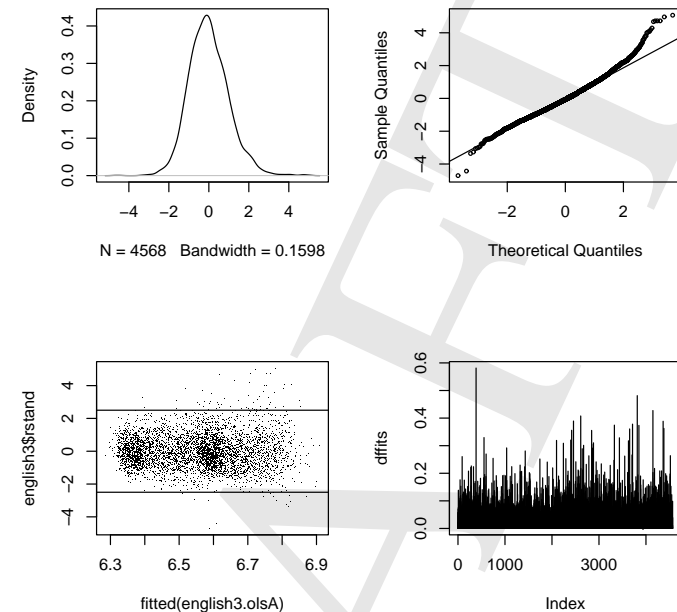 Density
0.0 0.1 0.2 0.3 0.4
−4 −2 0 2 4
N = 4568 Bandwidth = 0.1598
Sample Quantiles
−4 −2 0 2 4
−2 0 2
Theoretical Quantiles
english3$rstand
−4 −2 0 2 4
6.3 6.5 6.7 6.9
fitted(english3.olsA)
dffits
0.0 0.2 0.4 0.6
0 1000 3000
Index